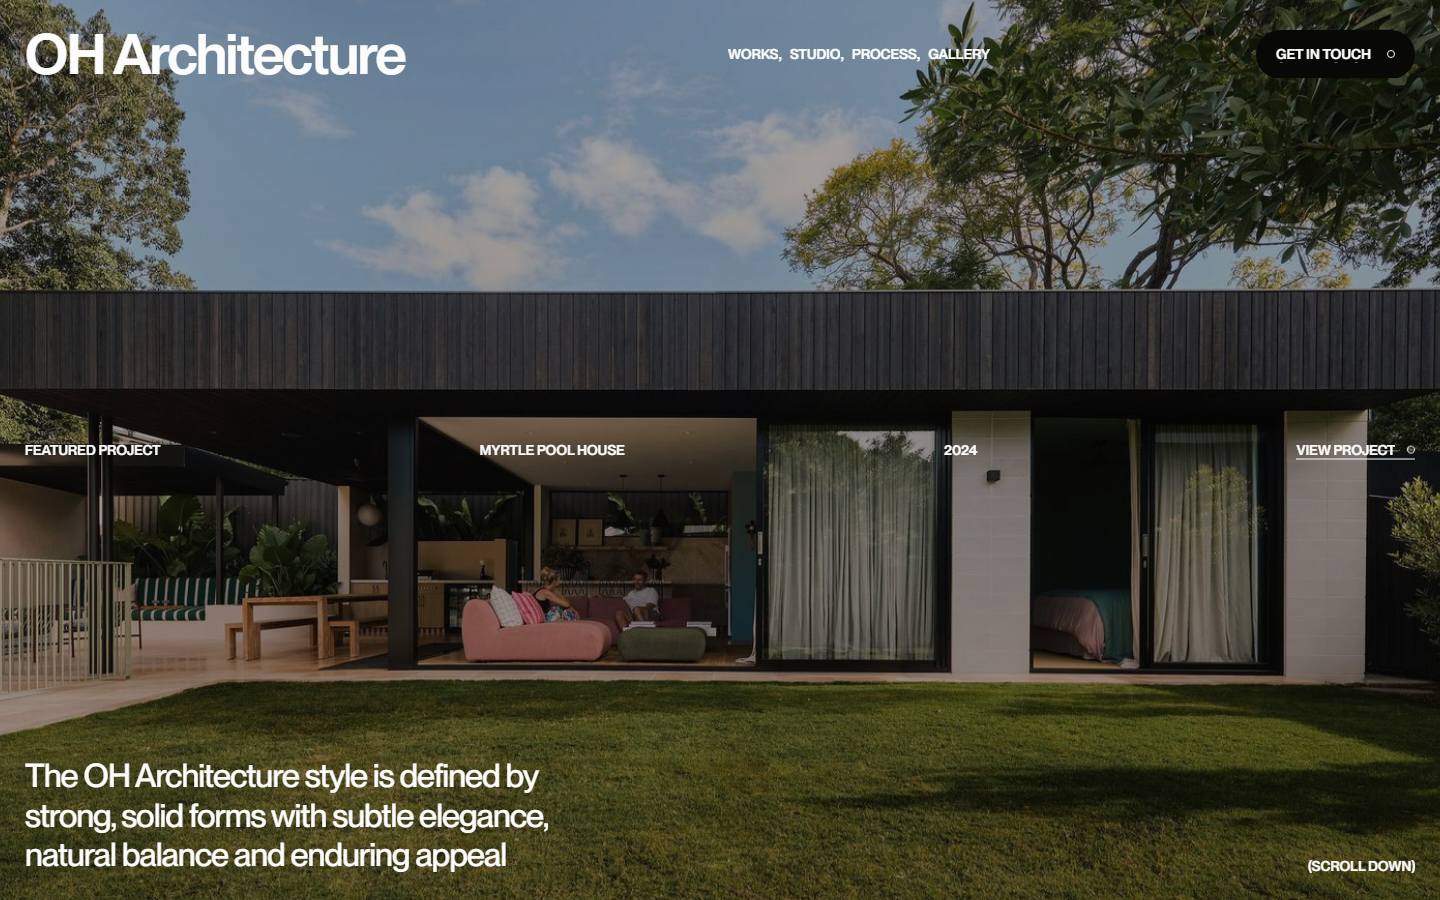 OH Architecture
WORKS, STUDIO, PROCESS, GALLERY
GET IN TOUCH
FEATURED PROJECT
MYRTLE POOL HOUSE
2024
VIEW PROJECT
The OH Architecture style is defined by
strong, solid forms with subtle elegance,
natural balance and enduring appeal
(SCROLL DOWN)